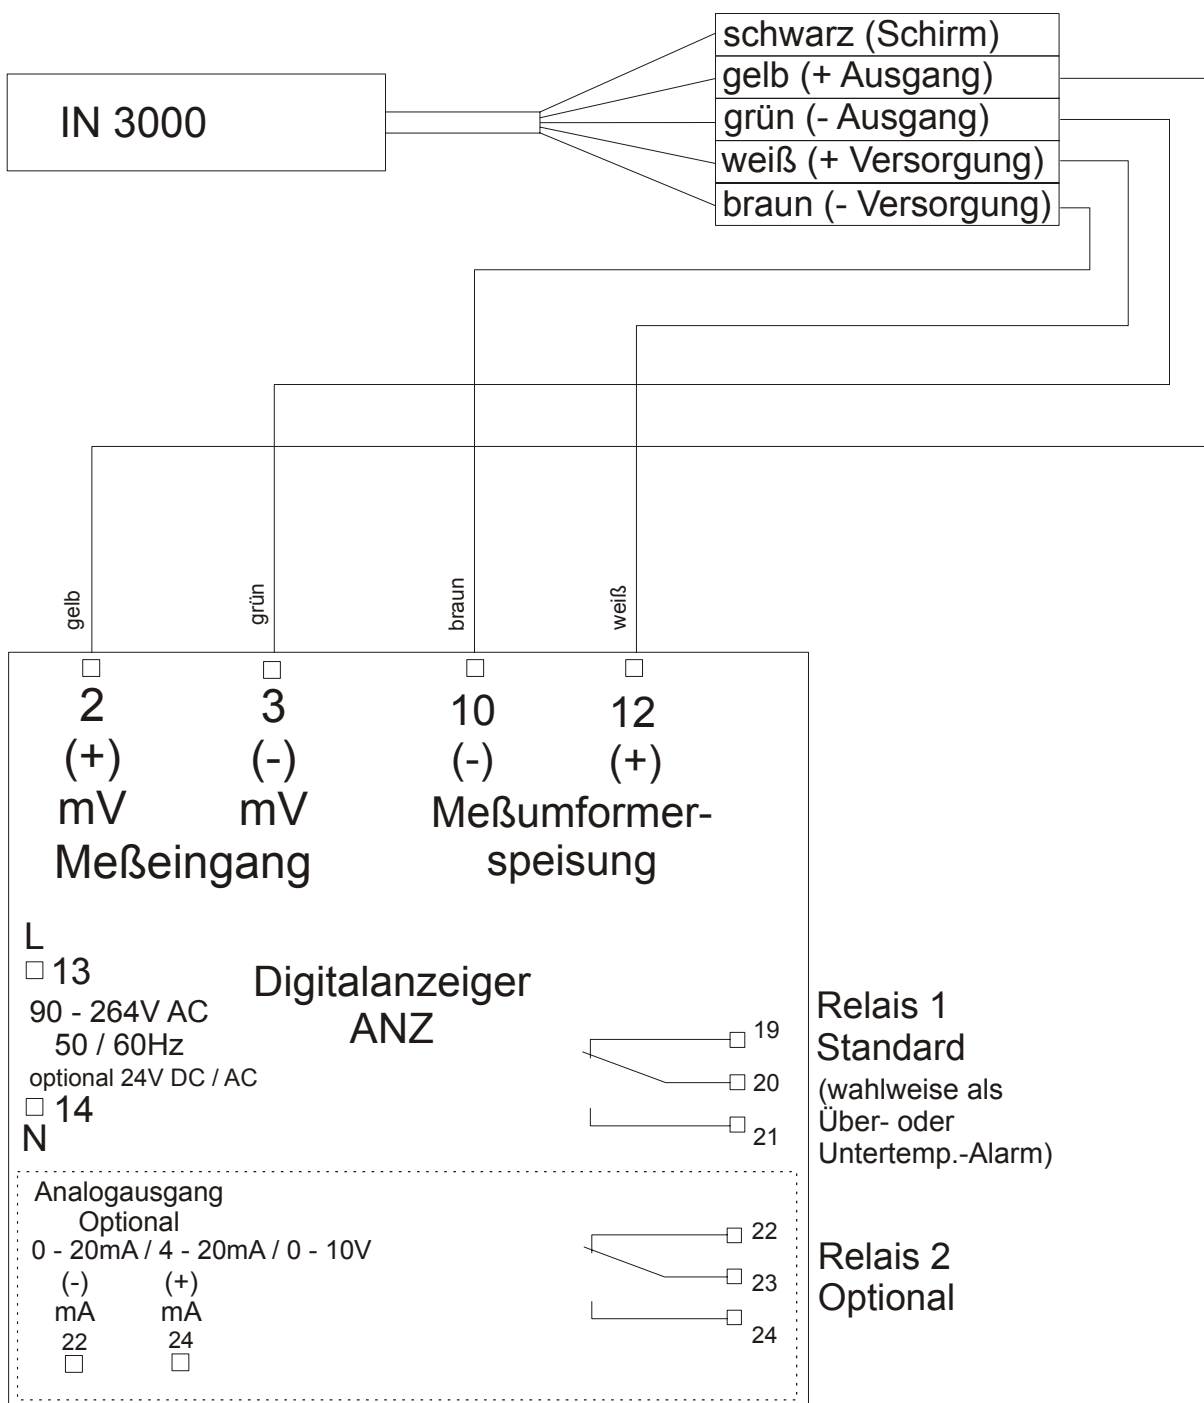 schwarz (Schirm)
gelb (+ Ausgang)
IN 3000
grün (- Ausgang)
weiß (+ Versorgung)
braun (- Versorgung)
gelb
grün
braun
weiß
2
3
10
12
(+)
(-)
(-)
(+)
mV
mV
Meßumformer-
speisung
Meßeingang
L
13
90 - 264V AC
50 / 60Hz
optional 24V DC / AC
14
N
Digitalanzeiger
ANZ
19
20
21
Relais 1
Standard
(wahlweise als
Über- oder
Untertemp.-Alarm)
Analogausgang
Optional
0 - 20mA / 4 - 20mA / 0 - 10V
(-)
(+)
mA
mA
22
24
22
23
24
Relais 2
Optional